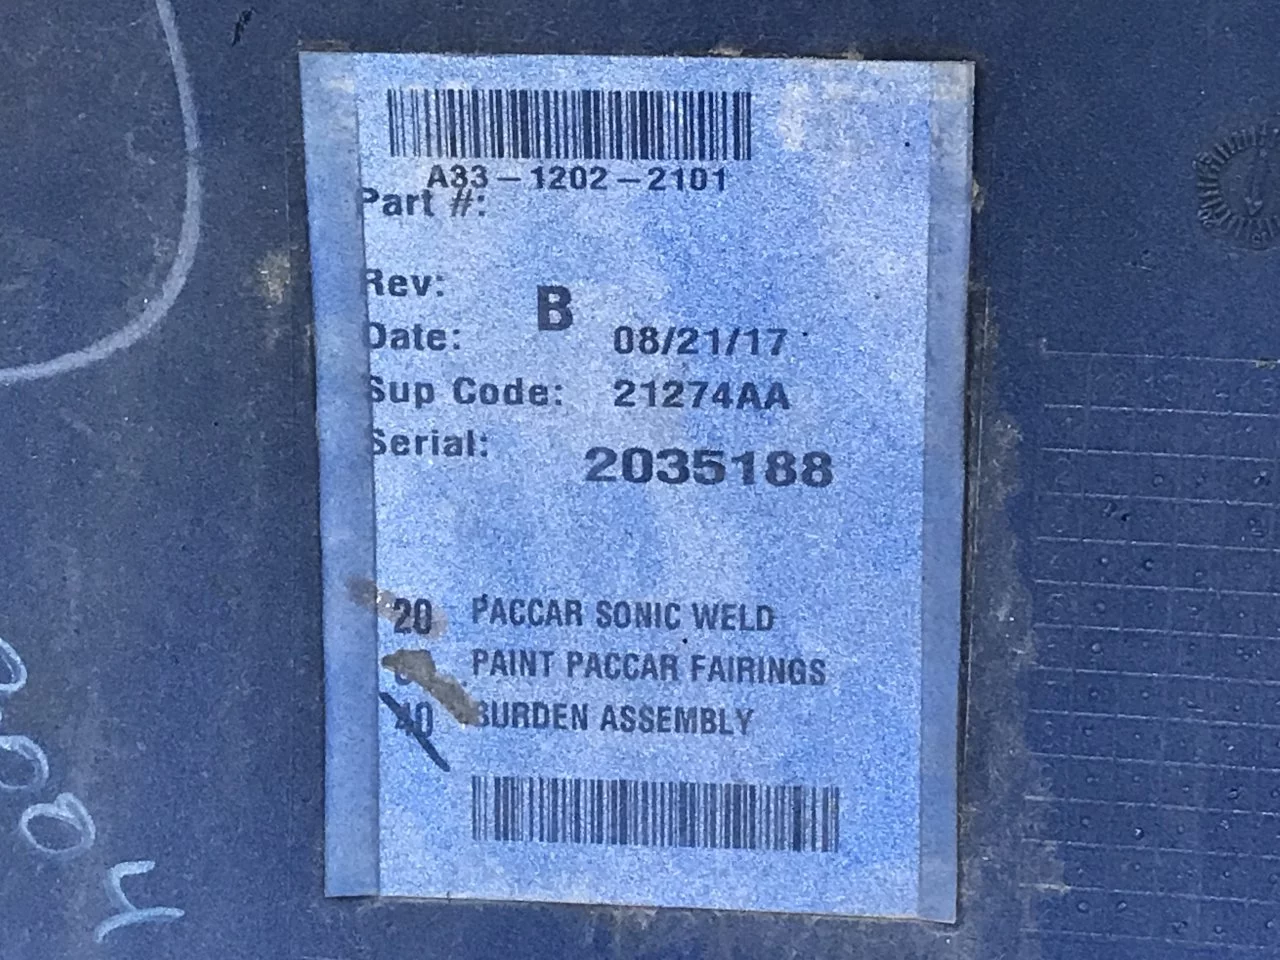 A33-1202-2101
Part #:
Rev: B
Date: 08/21/17
Sup Code: 21274AA
Serial: 2035188
20 PACCAR SONIC WELD
PAINT PACCAR FAIRINGS
40 BURDEN ASSEMBLY